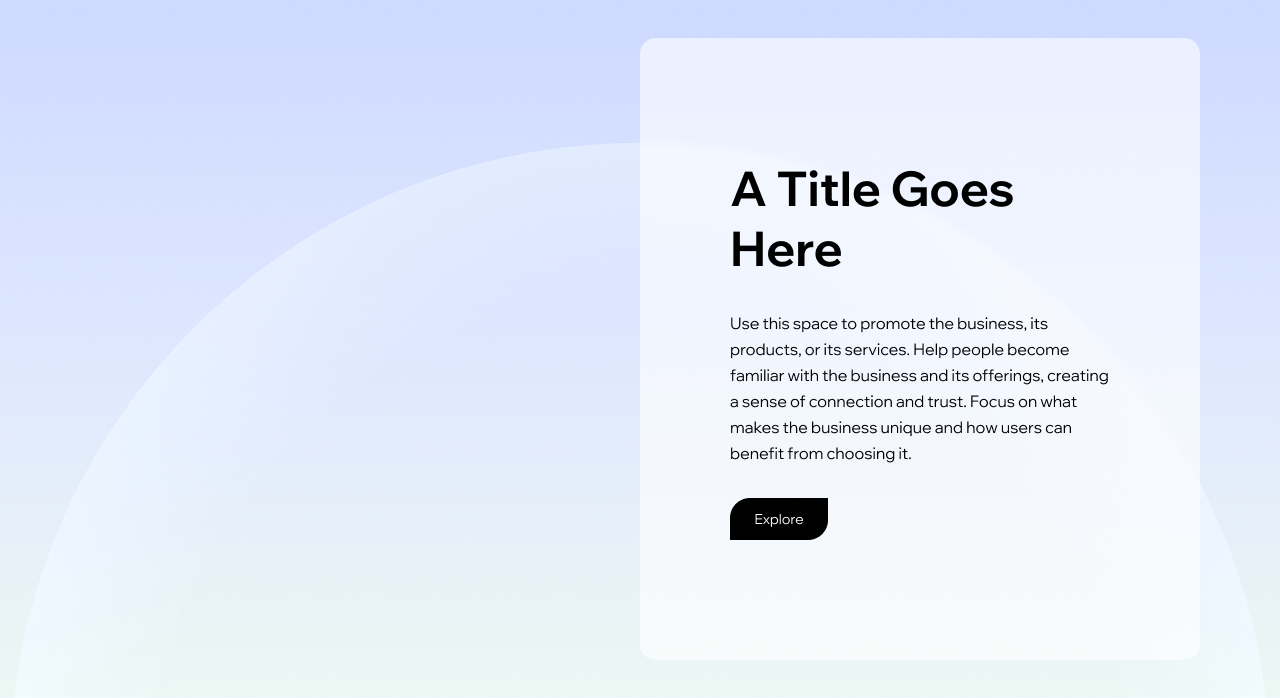 A Title Goes
Here
Use this space to promote the business, its
products, or its services. Help people become
familiar with the business and its offerings, creating
a sense of connection and trust. Focus on what
makes the business unique and how users can
benefit from choosing it.
Explore